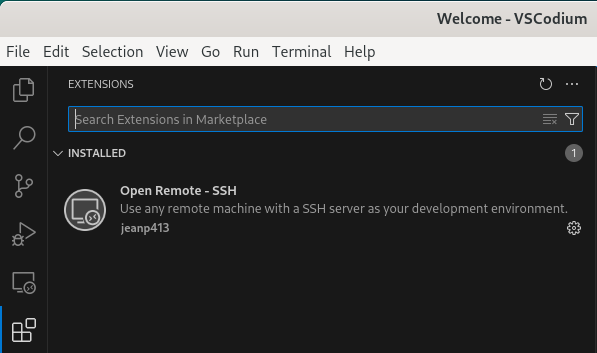 Welcome - VSCodium
File Edit Selection View Go Run Terminal Help
EXTENSIONS
Search Extensions in Marketplace
INSTALLED 1
Open Remote - SSH
Use any remote machine with a SSH server as your development environment.
jeanp413